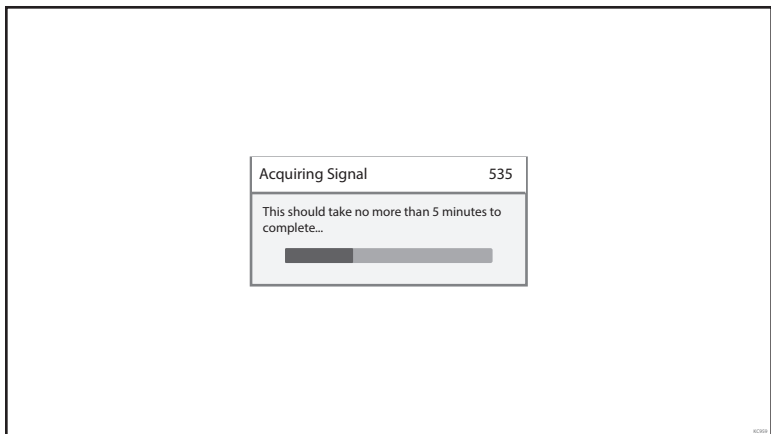 Acquiring Signal 535
This should take no more than 5 minutes to
complete...